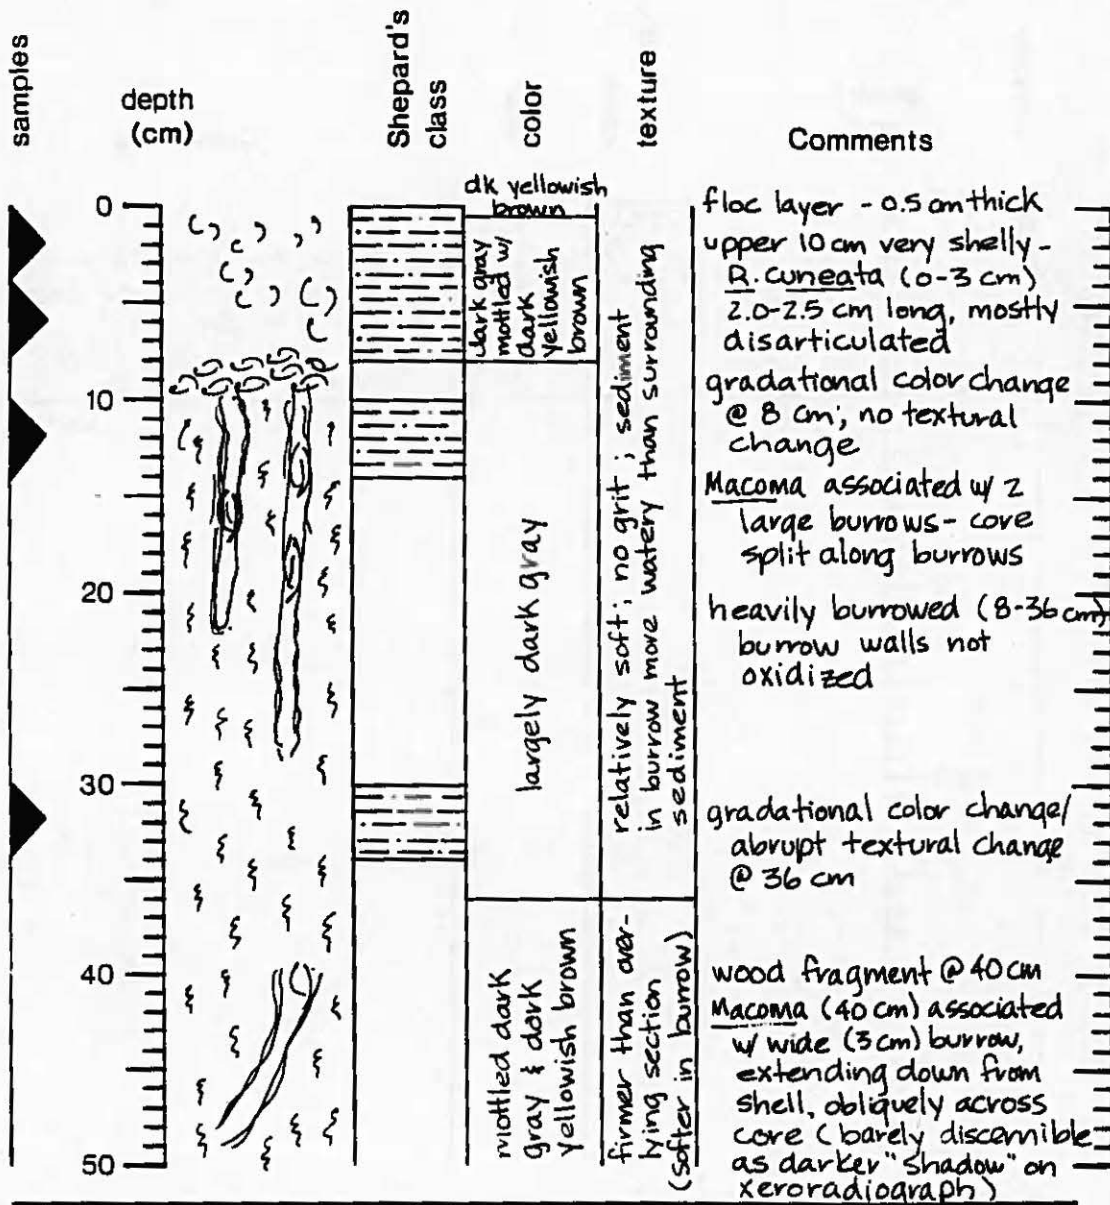 samples
depth
(cm)
Shepard's
class
color
texture
Comments
0
10
20
30
40
50
dk yellowish
brown
dark gray
mottled w/
dark
yellowish
brown
largely dark gray
mottled dark
gray & dark
yellowish brown
relatively soft; no grit; sediment
in burrow more watery than surrounding
sediment
firmer than over-
lying section
(softer in burrow)
floc layer - 0.5 cm thick
upper 10 cm very shelly -
R. cuneata (0-3 cm)
2.0-2.5 cm long, mostly
disarticulated
gradational color change
@ 8 cm; no textural
change
Macoma associated w/ 2
large burrows - core
split along burrows
heavily burrowed (8-36 cm)
burrow walls not
oxidized
gradational color change/
abrupt textural change
@ 36 cm
wood fragment @ 40 cm
Macoma (40 cm) associated
w/ wide (3 cm) burrow,
extending down from
shell, obliquely across
core (barely discernible
as darker "shadow" on
xeroradiograph)